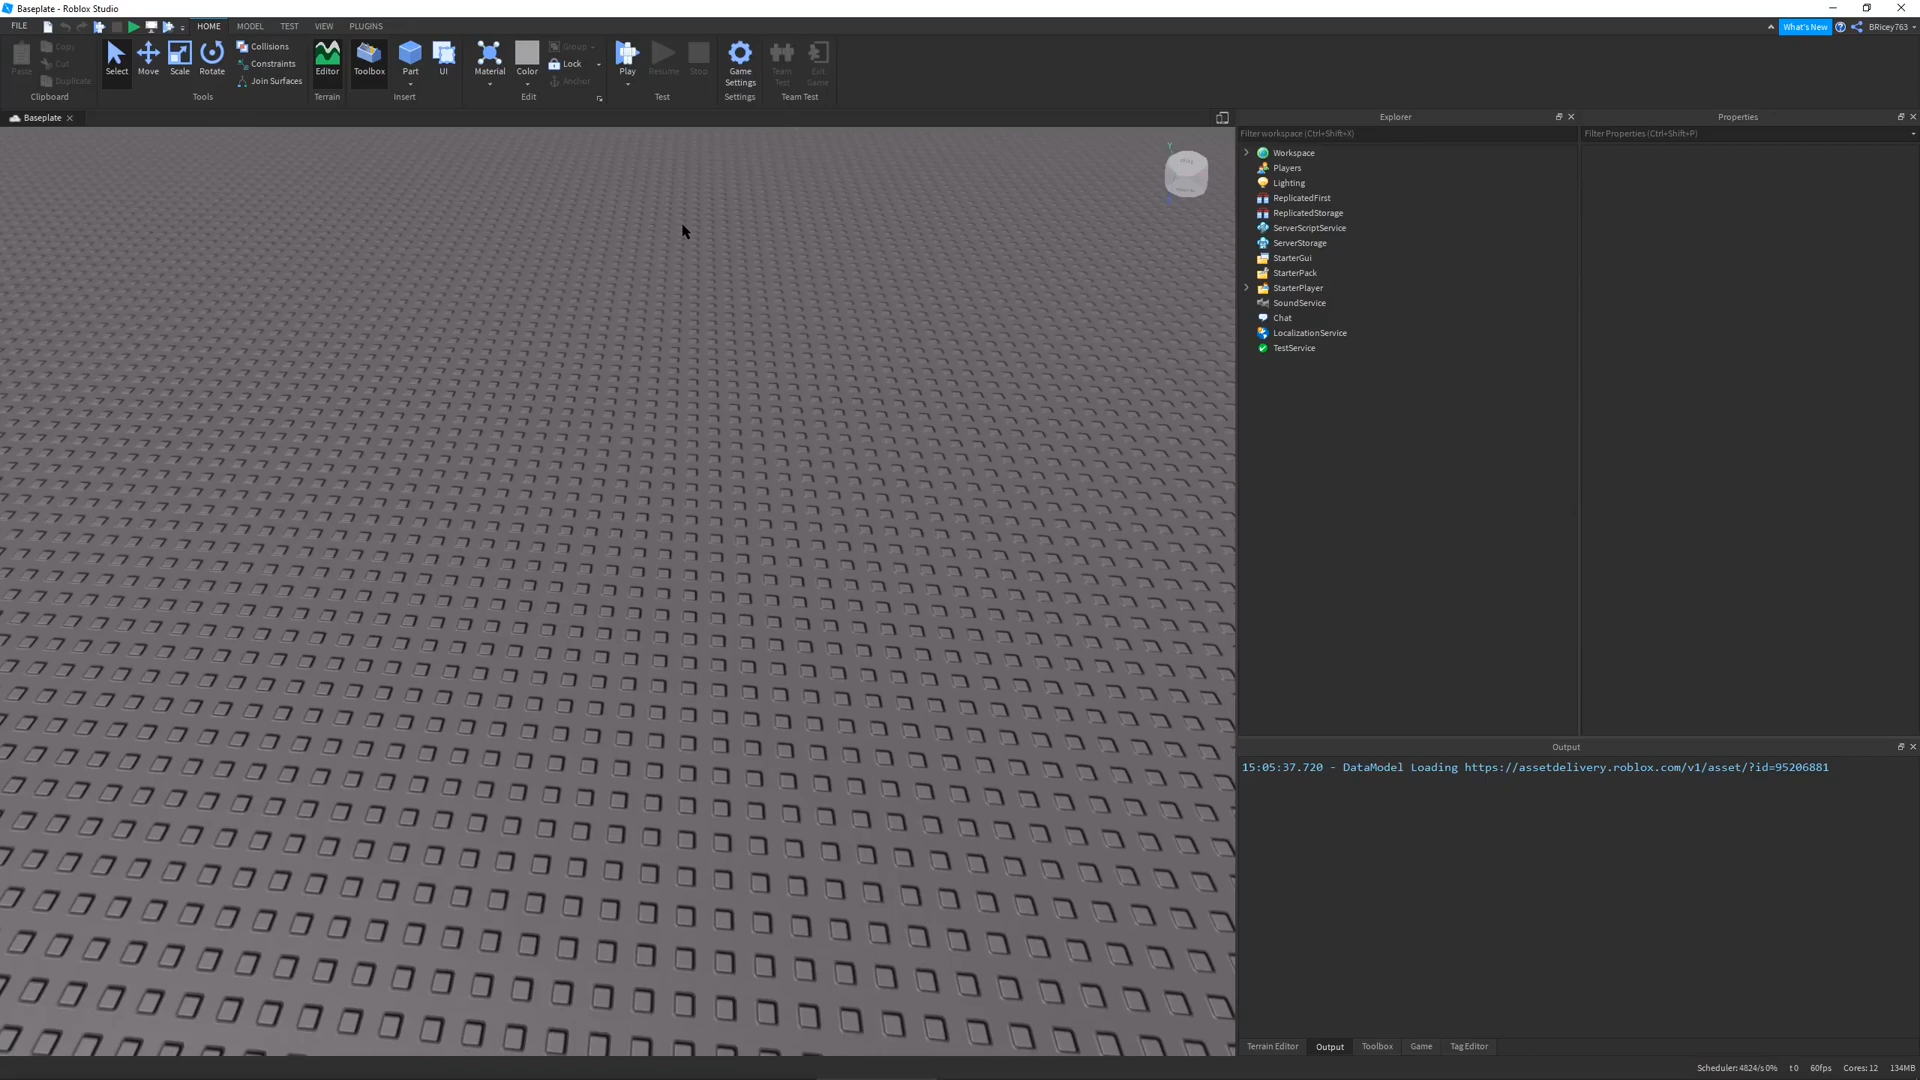 Baseplate - Roblox Studio
FILE
HOME
MODEL
TEST
VIEW
PLUGINS
What's New
BRicey763
Paste
Copy
Cut
Duplicate
Clipboard
Select
Move
Scale
Rotate
Collisions
Constraints
Join Surfaces
Tools
Editor
Terrain
Toolbox
Part
UI
Insert
Material
Color
Group
Lock
Anchor
Edit
Play
Resume
Stop
Test
Game
Settings
Settings
Team
Test
Exit
Game
Team Test
Baseplate
Y
Explorer
Filter workspace (Ctrl+Shift+X)
Workspace
Players
Lighting
ReplicatedFirst
ReplicatedStorage
ServerScriptService
ServerStorage
StarterGui
StarterPack
StarterPlayer
SoundService
Chat
LocalizationService
TestService
Properties
Filter Properties (Ctrl+Shift+P)
Output
15:05:37.720 - DataModel Loading https://assetdelivery.roblox.com/v1/asset/?id=95206881
Terrain Editor
Output
Toolbox
Game
Tag Editor
Scheduler: 4824/s 0%
t 0
60fps
Cores: 12
134MB